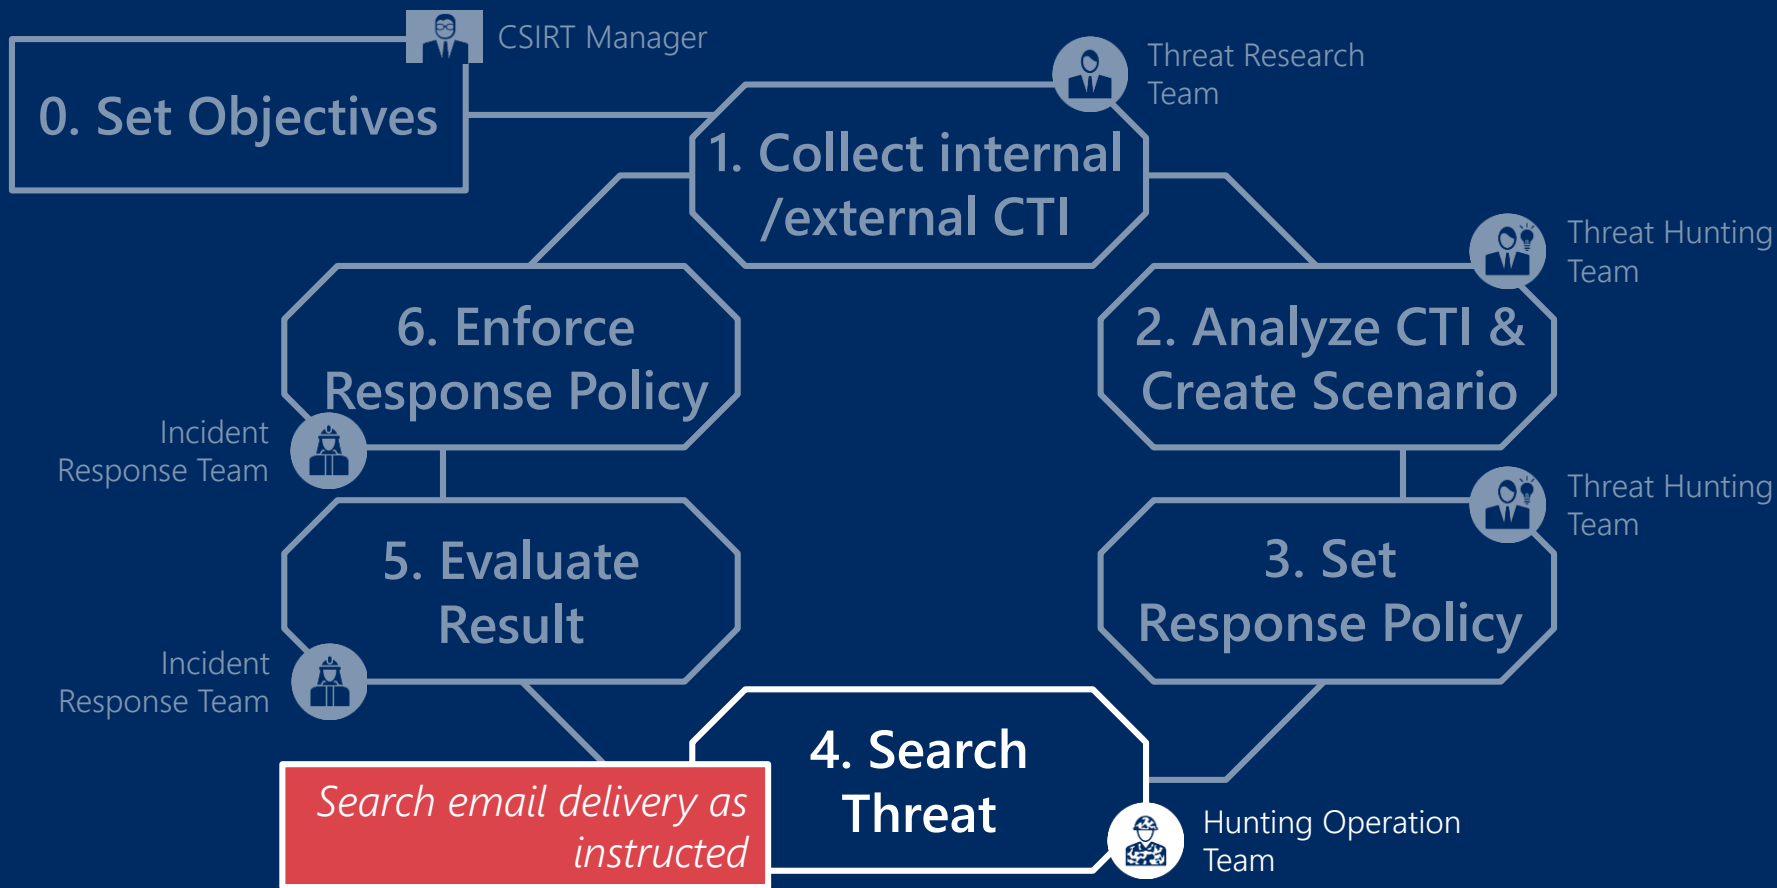 CSIRT Manager
0. Set Objectives
Threat Research
Team
1. Collect internal
/external CTI
Threat Hunting
Team
2. Analyze CTI &
Create Scenario
Threat Hunting
Team
3. Set
Response Policy
4. Search
Threat
Hunting Operation
Team
Search email delivery as
instructed
5. Evaluate
Result
Incident
Response Team
6. Enforce
Response Policy
Incident
Response Team